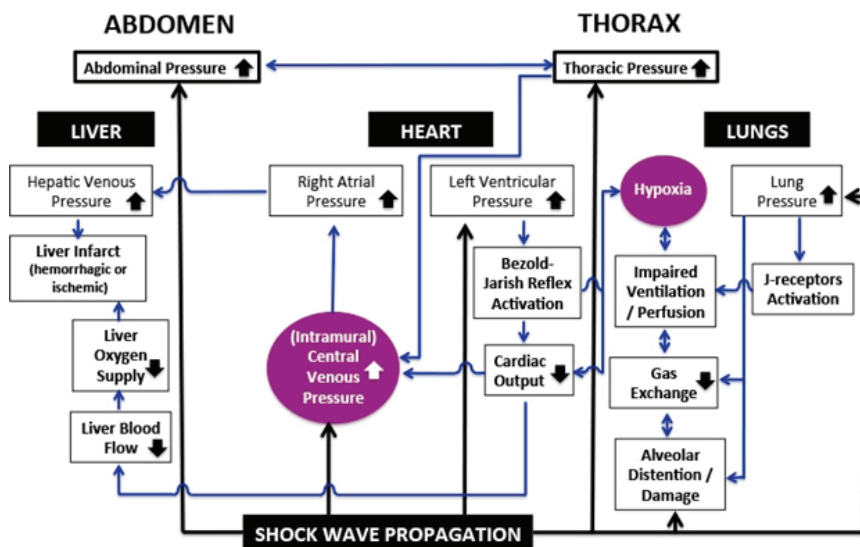 ABDOMEN
THORAX
Abdominal Pressure
Thoracic Pressure
LIVER
HEART
LUNGS
Hepatic Venous
Pressure
Right Atrial
Pressure
Left Ventricular
Pressure
Hypoxia
Lung
Pressure
Liver Infarct
(hemorrhagic or
ischemic)
Bezold-
Jarish Reflex
Activation
Impaired
Ventilation
/ Perfusion
J-receptors
Activation
Liver
Oxygen
Supply
(Intramural)
Central
Venous
Pressure
Cardiac
Output
Gas
Exchange
Liver Blood
Flow
Alveolar
Distention /
Damage
SHOCK WAVE PROPAGATION